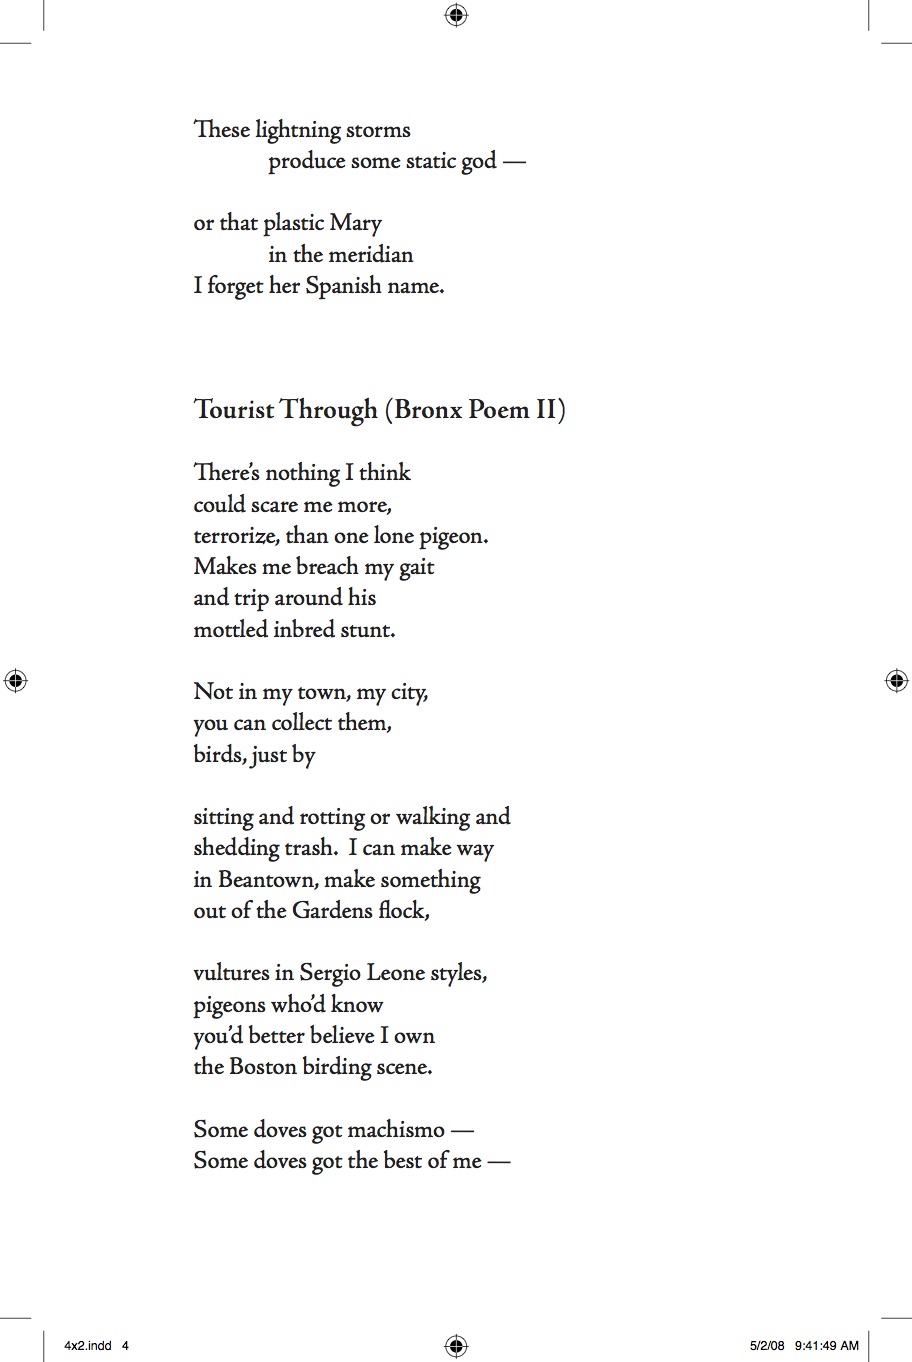 These lightning storms
produce some static god —
or that plastic Mary
in the meridian
I forget her Spanish name.
Tourist Through (Bronx Poem II)
There's nothing I think
could scare me more,
terrorize, than one lone pigeon.
Makes me breach my gait
and trip around his
mottled inbred stunt.
Not in my town, my city,
you can collect them,
birds, just by
sitting and rotting or walking and
shedding trash.  I can make way
in Beantown, make something
out of the Gardens flock,
vultures in Sergio Leone styles,
pigeons who'd know
you'd better believe I own
the Boston birding scene.
Some doves got machismo —
Some doves got the best of me —
4x2.indd   4
5/2/08   9:41:49 AM